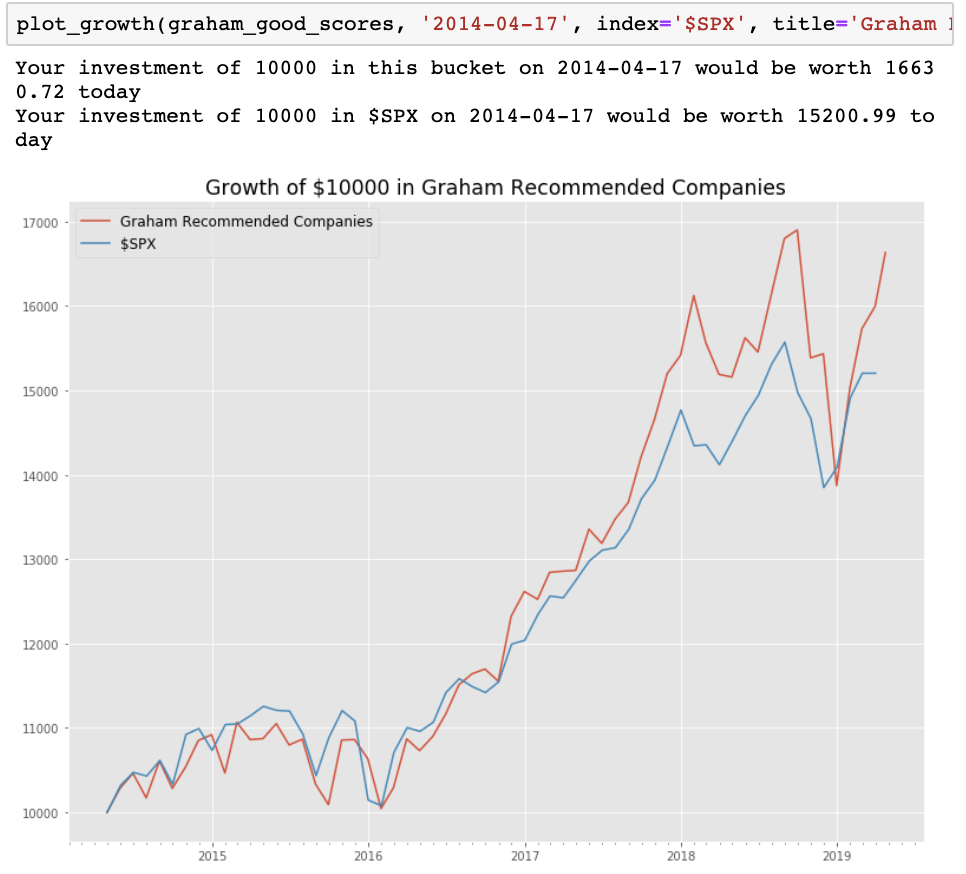 plot_growth(graham_good_scores, '2014-04-17', index='$SPX', title='Graham
Your investment of 10000 in this bucket on 2014-04-17 would be worth 1663
0.72 today
Your investment of 10000 in $SPX on 2014-04-17 would be worth 15200.99 to
day
Growth of $10000 in Graham Recommended Companies
Graham Recommended Companies
$SPX
17000
16000
15000
14000
13000
12000
11000
10000
2015 2016 2017 2018 2019